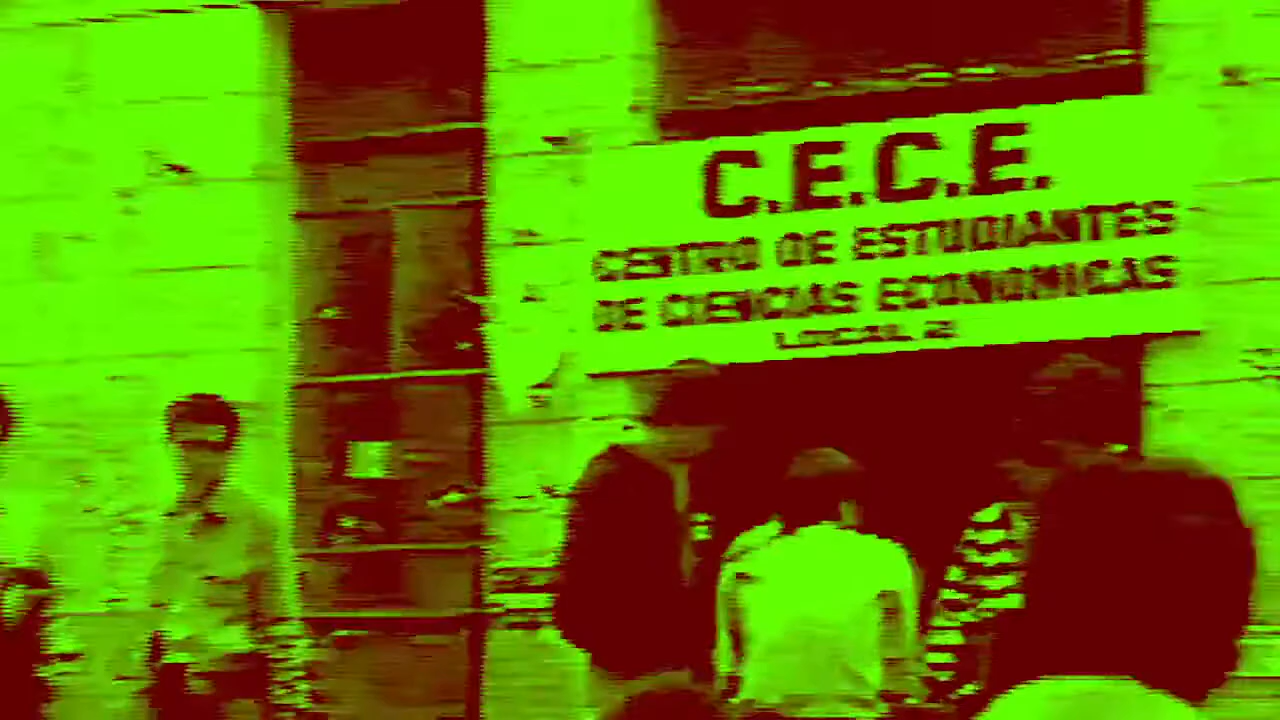 C.E.C.E.
CENTRO DE ESTUDIANTES
DE CIENCIAS ECONOMICAS
LOCAL 2